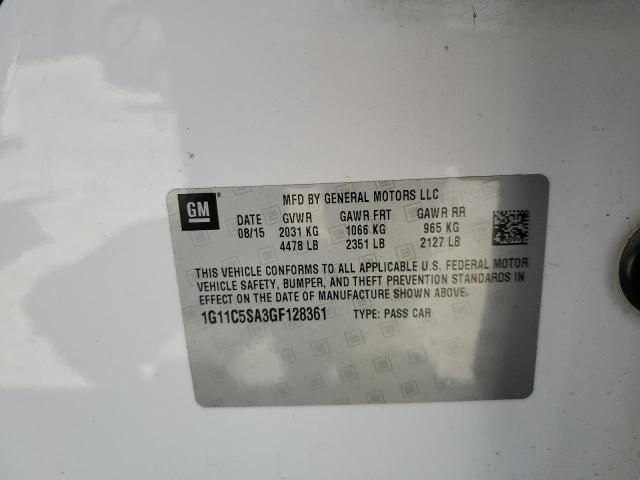 GM
MFD BY GENERAL MOTORS LLC
DATE GVWR GAWR FRT GAWR RR
08/15 2031 KG 1066 KG 965 KG
4478 LB 2351 LB 2127 LB
THIS VEHICLE CONFORMS TO ALL APPLICABLE U.S. FEDERAL MOTOR
VEHICLE SAFETY, BUMPER, AND THEFT PREVENTION STANDARDS IN
EFFECT ON THE DATE OF MANUFACTURE SHOWN ABOVE.
1G11C5SA3GF128361 TYPE: PASS CAR